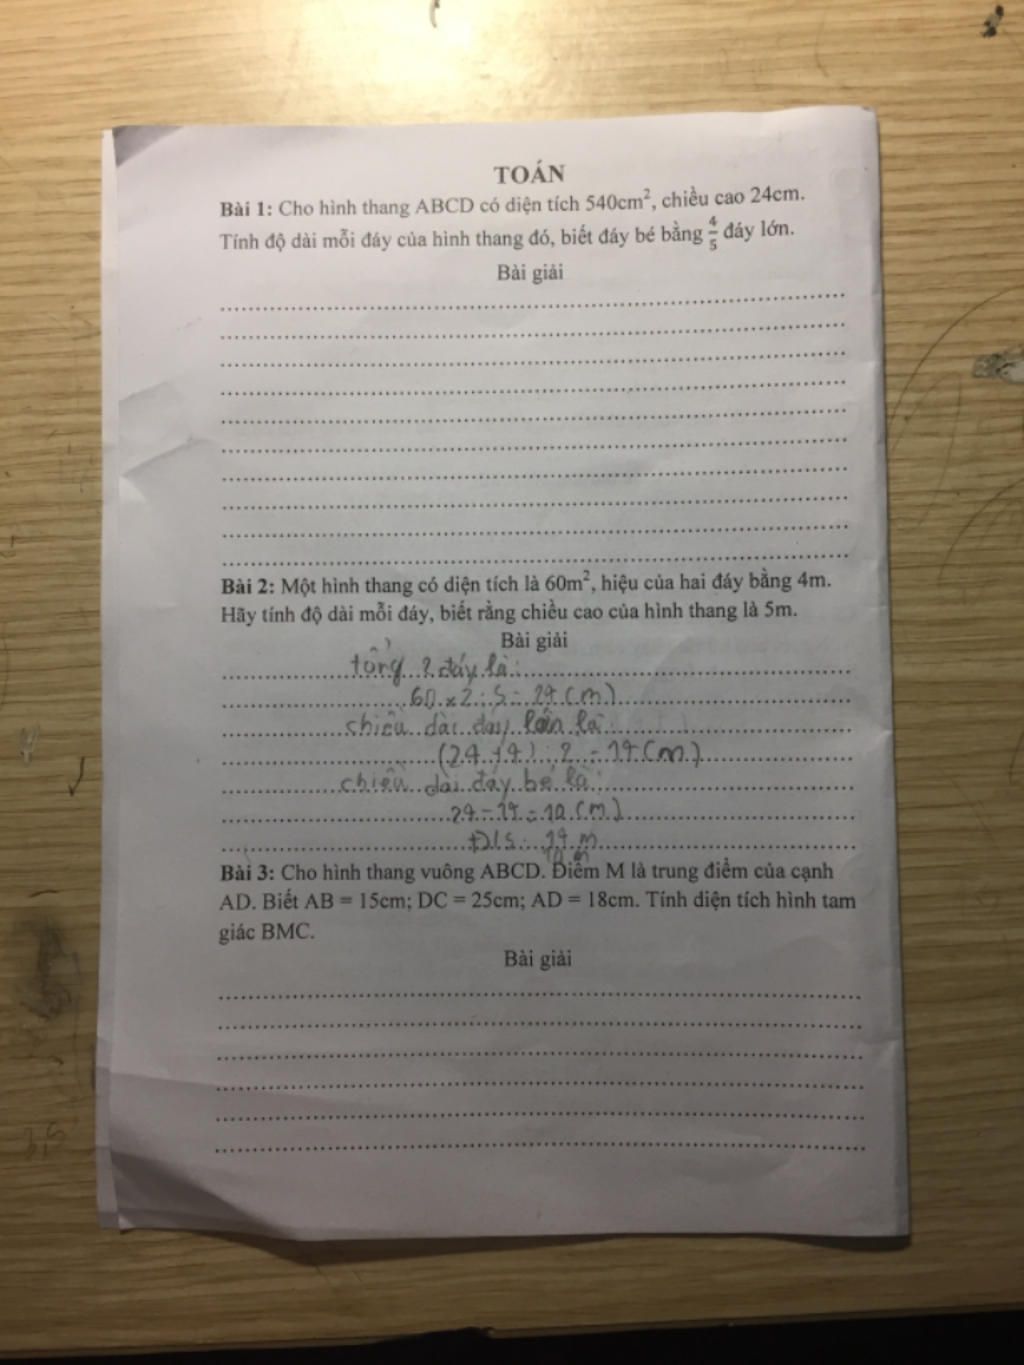 TOÁN
Bài 1: Cho hình thang ABCD có diện tích 540cm², chiều cao 24cm.
Tính độ dài mỗi đáy của hình thang đó, biết đáy bé bằng 4/5 đáy lớn.
Bài giải
Bài 2: Một hình thang có diện tích là 60m², hiệu của hai đáy bằng 4m.
Hãy tính độ dài mỗi đáy, biết rằng chiều cao của hình thang là 5m.
Bài giải
tổng 2 đáy là:
60 x 2 : 5 = 24 (m)
chiều dài đáy lớn là
(24 + 4) : 2 = 14 (m)
chiều dài đáy bé là:
24 - 14 = 10 (m)
Đ/S: 14 m
10 m
Bài 3: Cho hình thang vuông ABCD. Điểm M là trung điểm của cạnh
AD. Biết AB = 15cm; DC = 25cm; AD = 18cm. Tính diện tích hình tam
giác BMC.
Bài giải